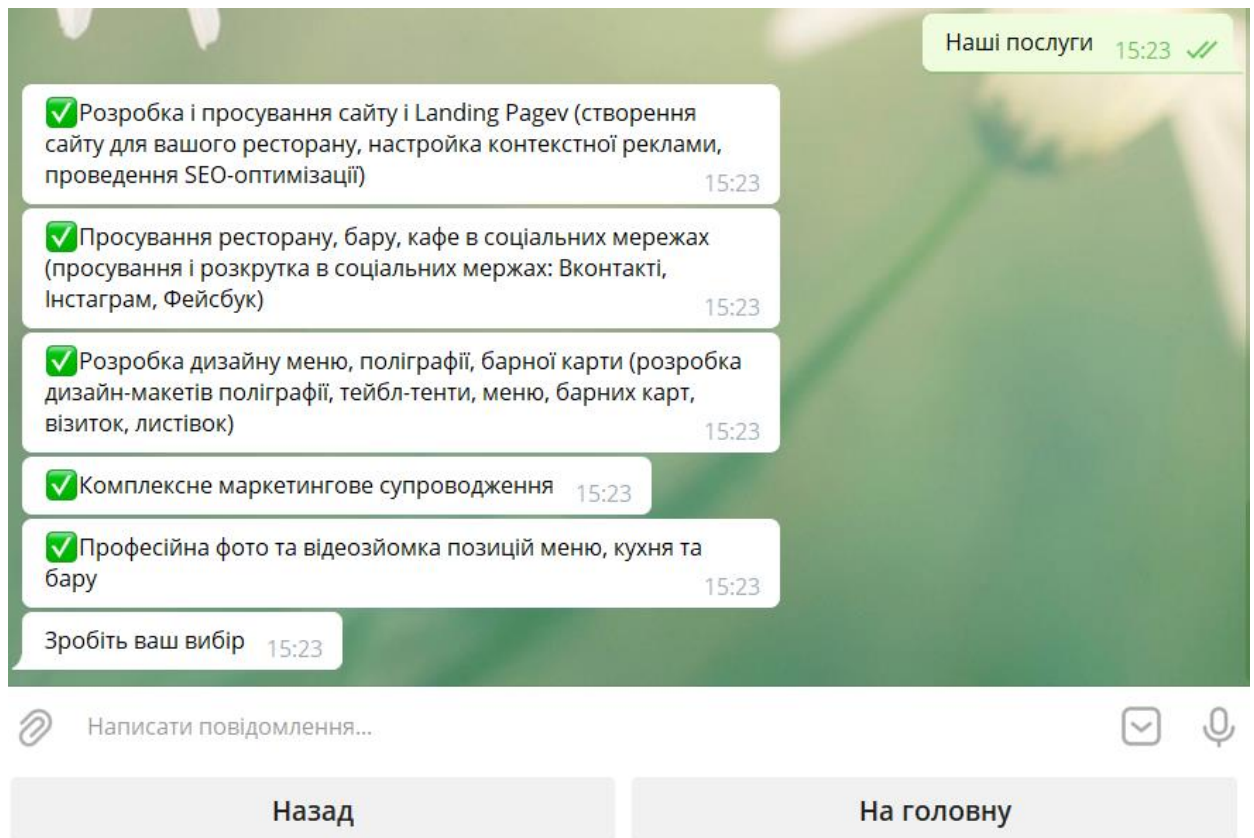 Наші послуги 15:23
✅Розробка і просування сайту і Landing Pagev (створення
сайту для вашого ресторану, настройка контекстної реклами,
проведення SEO-оптимізації) 15:23
✅Просування ресторану, бару, кафе в соціальних мережах
(просування і розкрутка в соціальних мержах: Вконтакті,
Інстаграм, Фейсбук) 15:23
✅Розробка дизайну меню, поліграфії, барної карти (розробка
дизайн-макетів поліграфії, тейбл-тенти, меню, барних карт,
візиток, листівок) 15:23
✅Комплексне маркетингове супроводження 15:23
✅Професійна фото та відеозйомка позицій меню, кухня та
бару 15:23
Зробіть ваш вибір 15:23
Написати повідомлення...
Назад На головну